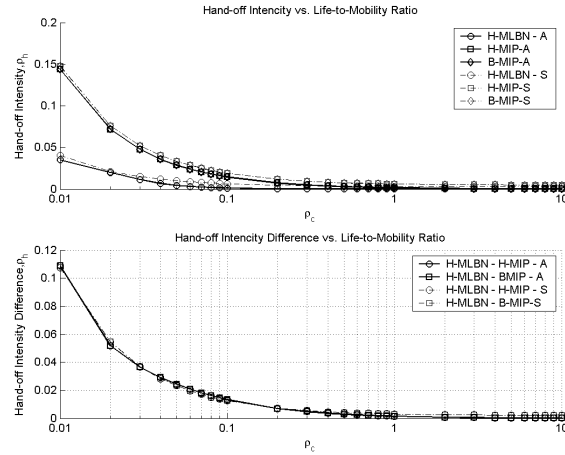 Hand-off Intencity vs. Life-to-Mobility Ratio
Hand-off Intensity,ρh
0.2
0.15
0.1
0.05
0
0.01
0.1
1
10
ρc
H-MLBN - A
H-MIP-A
B-MIP-A
H-MLBN - S
H-MIP-S
B-MIP-S
Hand-off Intencity Difference vs. Life-to-Mobility Ratio
Hand-off Intensity Difference,ρh
0.12
0.1
0.08
0.06
0.04
0.02
0
0.01
0.1
1
10
ρc
H-MLBN - H-MIP - A
H-MLBN - BMIP - A
H-MLBN - H-MIP - S
H-MLBN - B-MIP-S